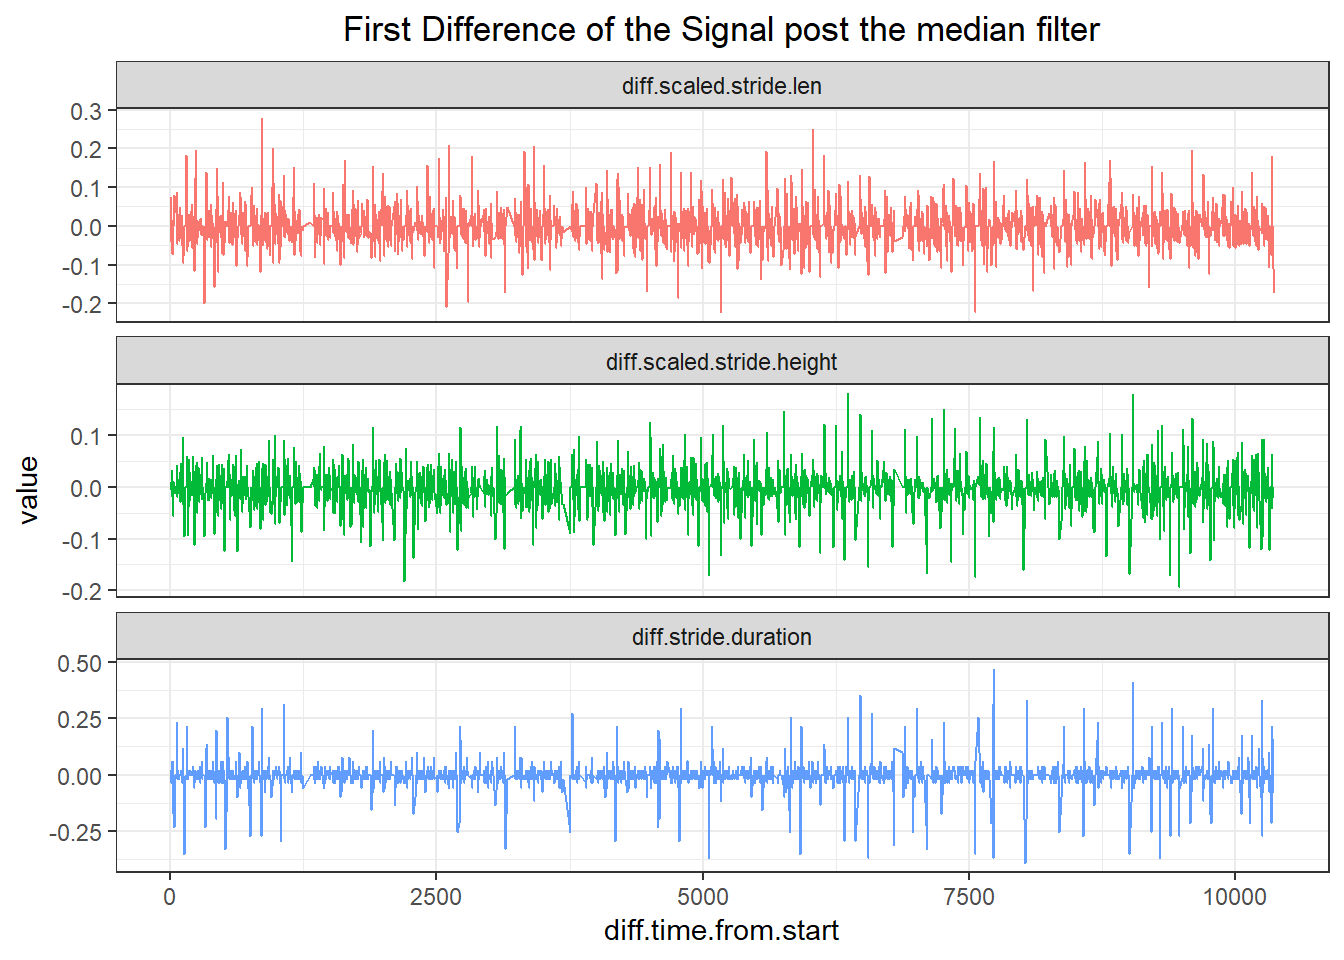 First Difference of the Signal post the median filter
diff.scaled.stride.len
0.3
0.2
0.1
0.0
-0.1
-0.2
diff.scaled.stride.height
0.1
0.0
-0.1
-0.2
value
diff.stride.duration
0.50
0.25
0.00
-0.25
0 2500 5000 7500 10000
diff.time.from.start